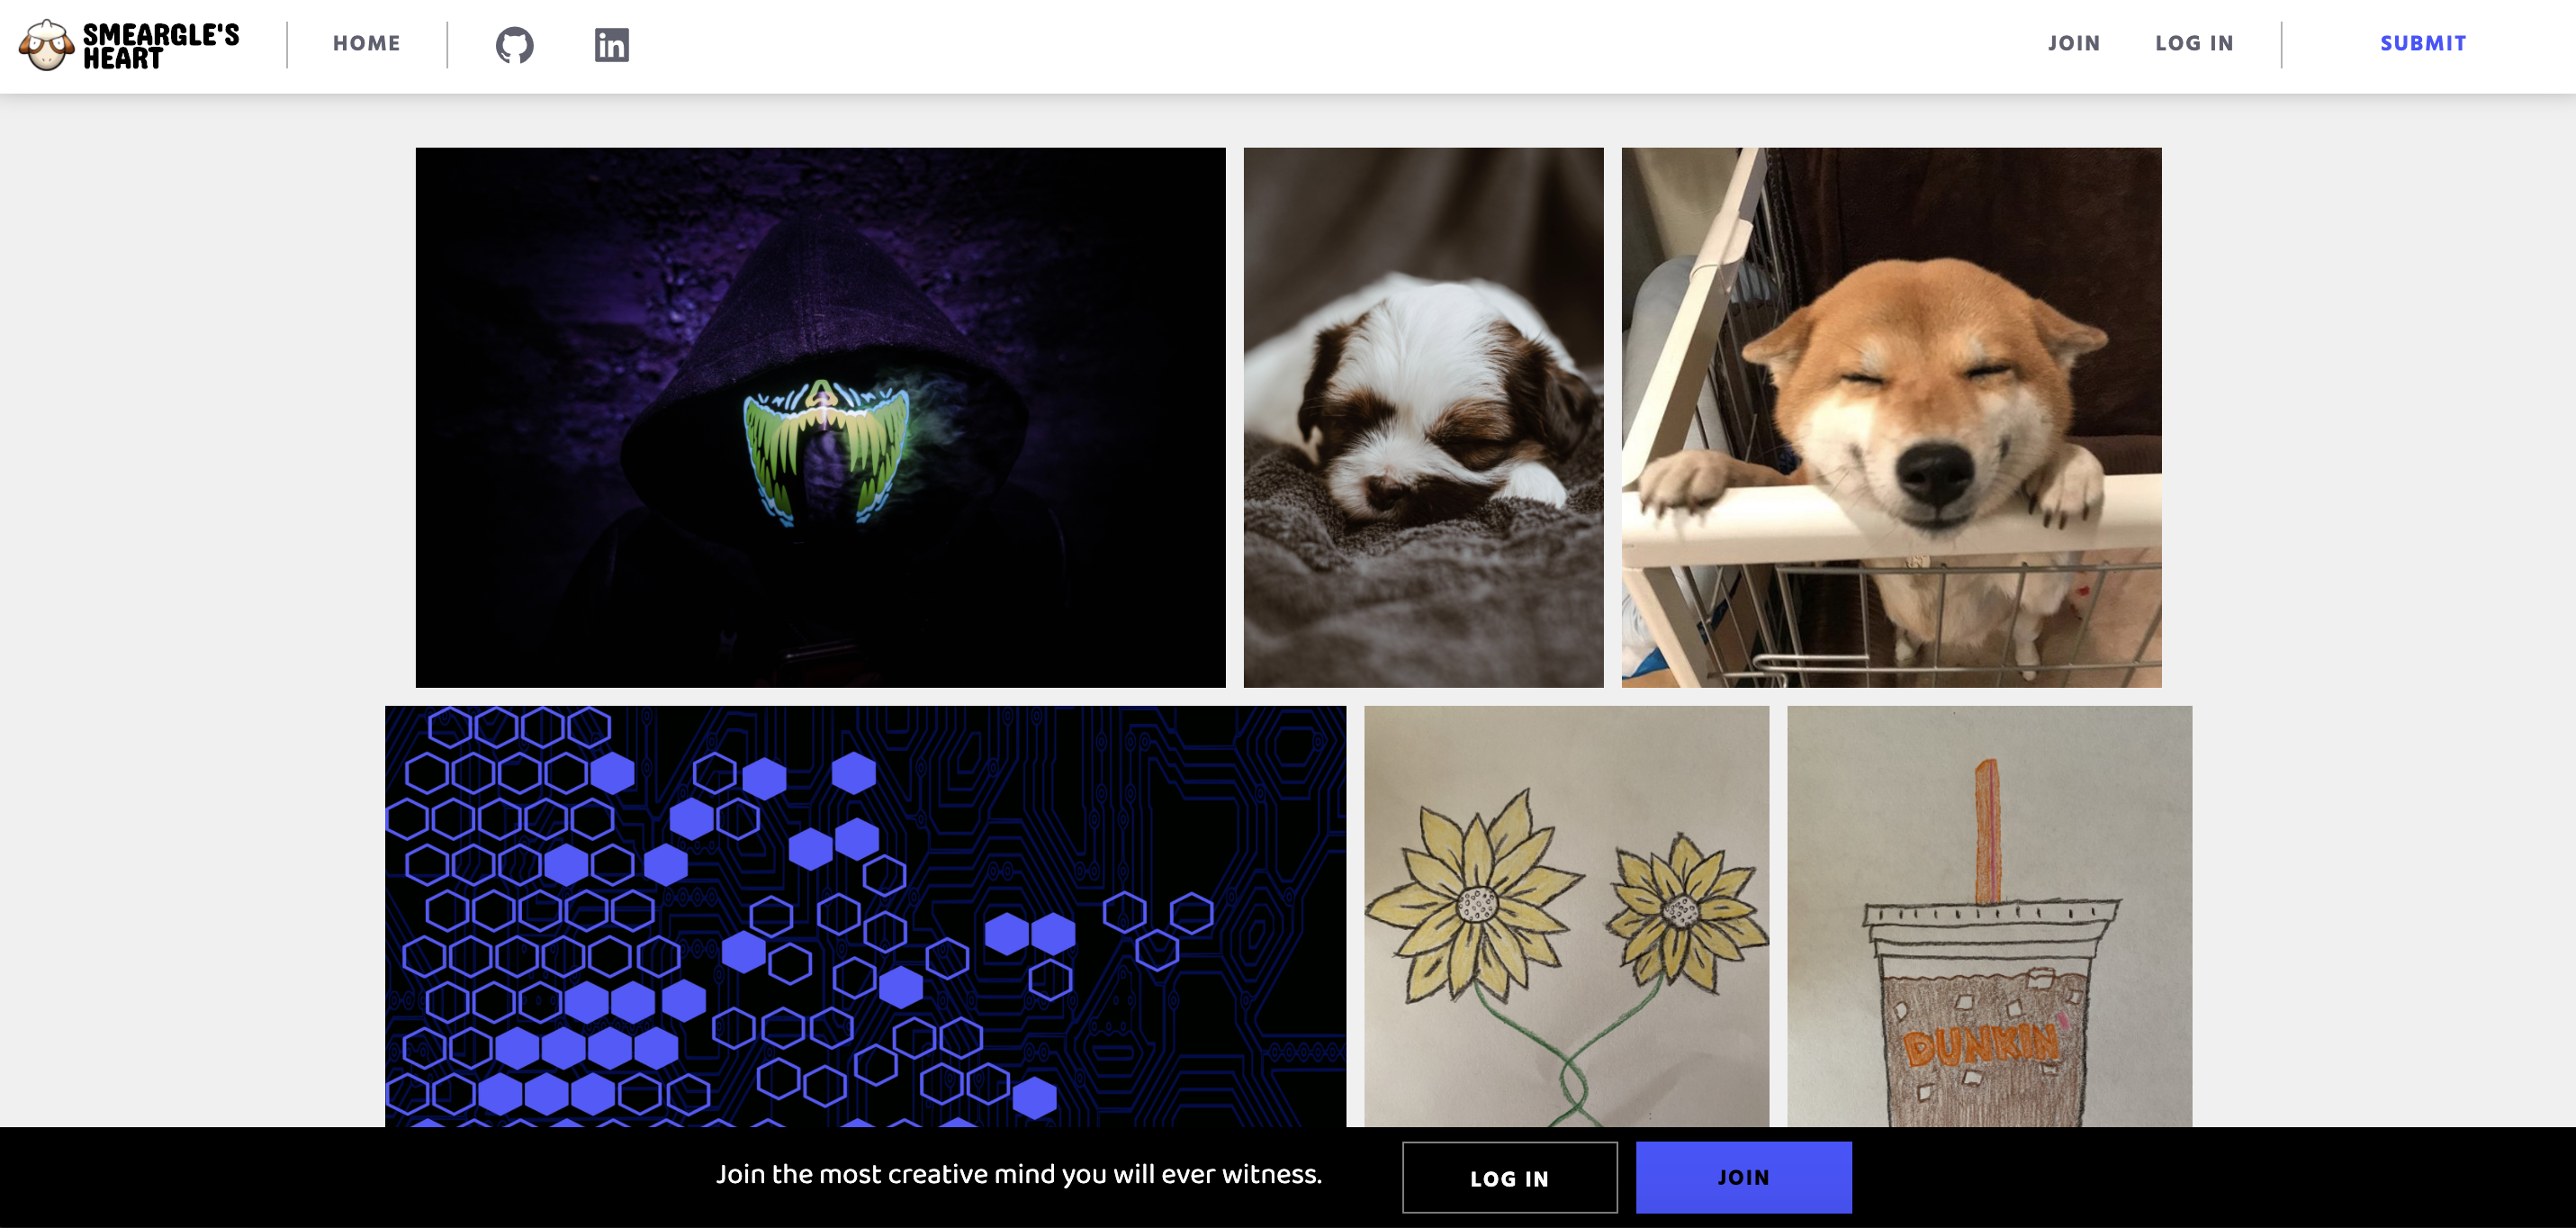 SMEARGLE'S
HEART
HOME
in
JOIN
LOG IN
SUBMIT
DUNKIN'
Join the most creative mind you will ever witness.
LOG IN
JOIN